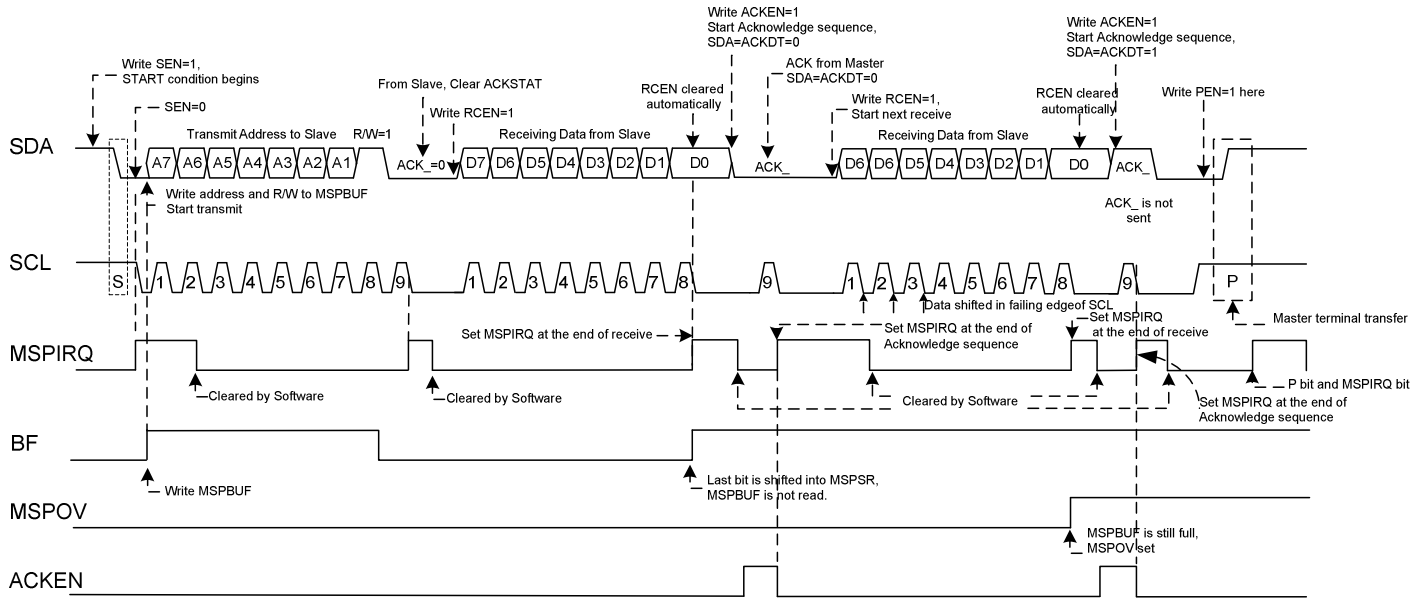 Write ACKEN=1
Start Acknowledge sequence,
SDA=ACKDT=0
Write ACKEN=1
Start Acknowledge sequence,
SDA=ACKDT=1
Write SEN=1,
START condition begins
ACK from Master
SDA=ACKDT=0
From Slave, Clear ACKSTAT
RCEN cleared
automatically
RCEN cleared
automatically
Write PEN=1 here
SEN=0
Write RCEN=1
Write RCEN=1,
Start next receive
Transmit Address to Slave
R/W=1
Receiving Data from Slave
Receiving Data from Slave
SDA
A7 A6 A5 A4 A3 A2 A1 ACK_=0 D7 D6 D5 D4 D3 D2 D1 D0 ACK_ D6 D6 D5 D4 D3 D2 D1 D0 ACK_
Write address and R/W to MSPBUF
Start transmit
ACK_ is not
sent
SCL
S 1 2 3 4 5 6 7 8 9 1 2 3 4 5 6 7 8 9 1 2 3 4 5 6 7 8 9 P
Data shifted in failing edgeof SCL
Master terminal transfer
MSPIRQ
Set MSPIRQ at the end of receive
Set MSPIRQ at the end of
Acknowledge sequence
Set MSPIRQ
at the end of receive
Cleared by Software
Cleared by Software
Cleared by Software
P bit and MSPIRQ bit
Set MSPIRQ at the end of
Acknowledge sequence
BF
Write MSPBUF
Last bit is shifted into MSPSR,
MSPBUF is not read.
MSPOV
MSPBUF is still full,
MSPOV set
ACKEN